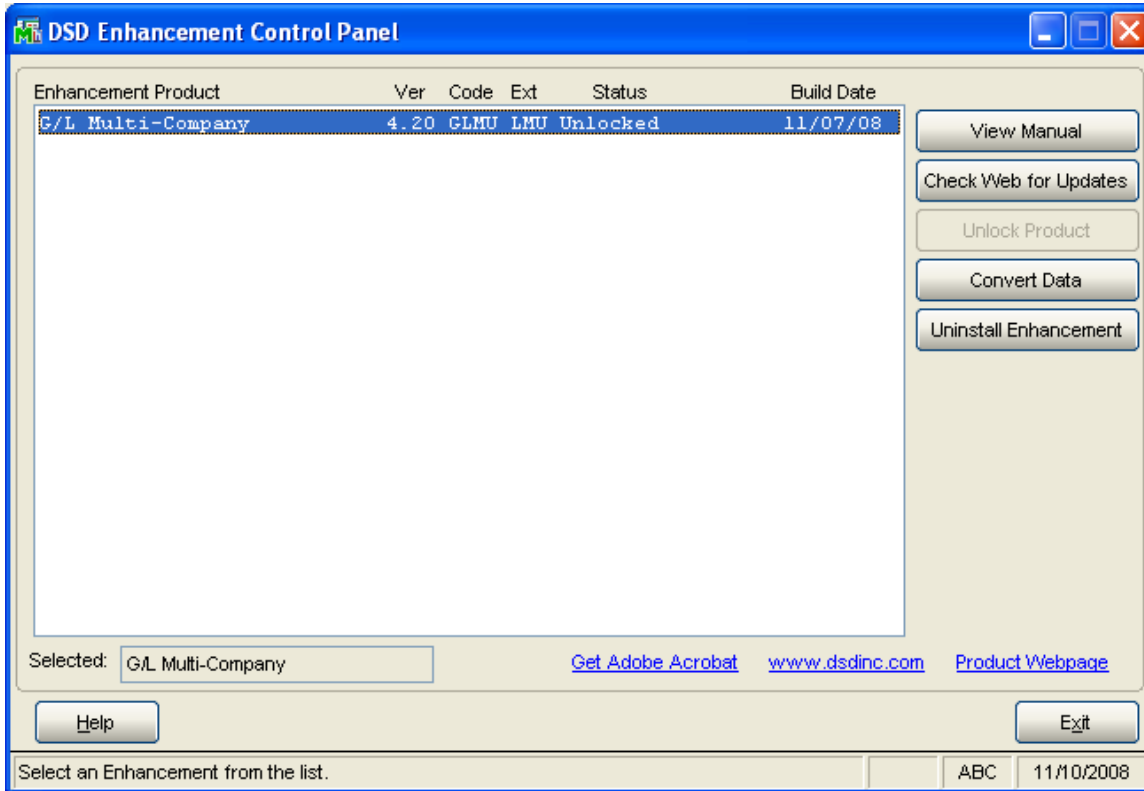 DSD Enhancement Control Panel
Enhancement Product Ver Code Ext Status Build Date
G/L Multi-Company 4.20 GLMU LMU Unlocked 11/07/08
View Manual
Check Web for Updates
Unlock Product
Convert Data
Uninstall Enhancement
Selected: G/L Multi-Company Get Adobe Acrobat www.dsdinc.com Product Webpage
Help Exit
Select an Enhancement from the list. ABC 11/10/2008